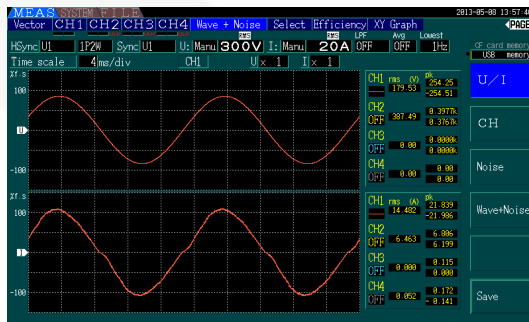 MEAS SYSTEM FILE 2013-05-08 13:57:40
Vector CH1 CH2 CH3 CH4 Wave + Noise Select Efficiency XY Graph ◀PAGE
RMS RMS LPF Avg Lowest
HSync U1 1P2W Sync U1 U: Manu 300V I: Manu 20A OFF OFF 1Hz
CF card memory
USB memory
Time scale 4ms/div CH1 U× 1 I× 1
%f.s
100
U
-100
CH1 rms (V) pk
179.53 254.25
-254.51
CH2
OFF 387.49 0.3977k
0.3767k
CH3
OFF 0.00 0.0000k
0.0000k
CH4
OFF 0.00 0.00
0.00
%f.s
100
I
-100
CH1 rms (A) pk
14.482 21.839
-21.986
CH2
OFF 6.463 6.806
6.199
CH3
OFF 0.000 0.115
0.000
CH4
OFF 0.052 0.172
- 0.141
U/I
CH
Noise
Wave+Noise
Save